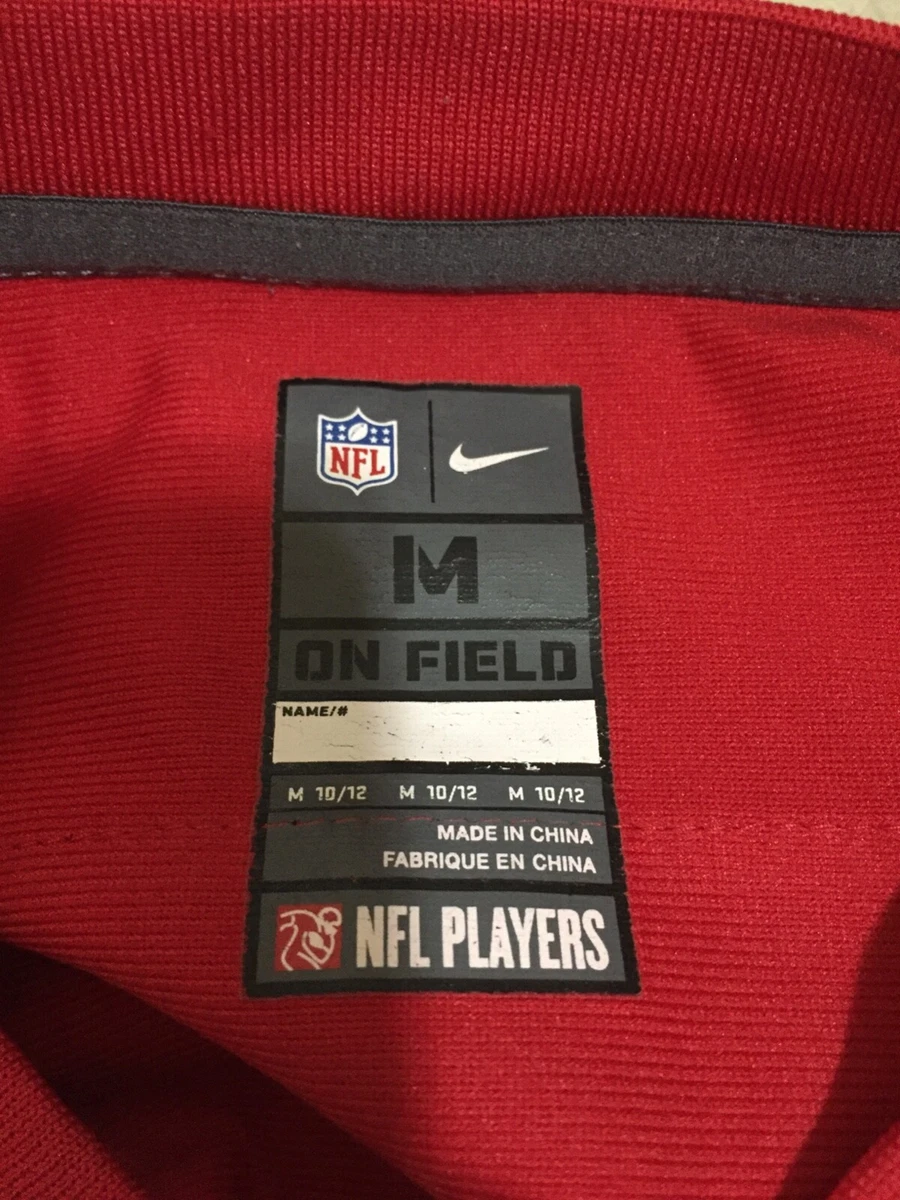 NFL
M
ON FIELD
NAME/#
M 10/12 M 10/12 M 10/12
MADE IN CHINA
FABRIQUE EN CHINA
NFL PLAYERS